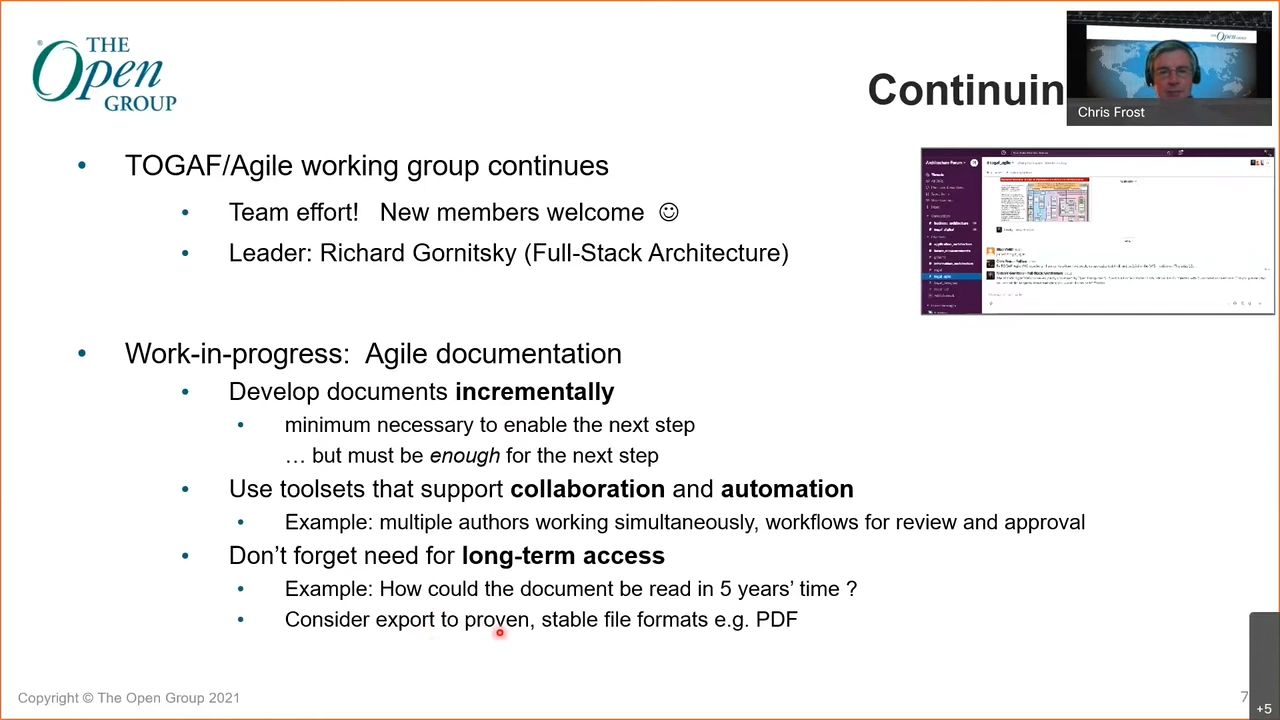 ® THE
Open
GROUP
Continuin
Open
Chris Frost
• TOGAF/Agile working group continues
• Team effort! New members welcome ☺
• Leader: Richard Gornitsky (Full-Stack Architecture)
Architecture Forum
Threads
• Work-in-progress: Agile documentation
• Develop documents incrementally
• minimum necessary to enable the next step
… but must be enough for the next step
• Use toolsets that support collaboration and automation
• Example: multiple authors working simultaneously, workflows for review and approval
• Don’t forget need for long-term access
• Example: How could the document be read in 5 years’ time ?
• Consider export to proven, stable file formats e.g. PDF
Copyright © The Open Group 2021
7
+5